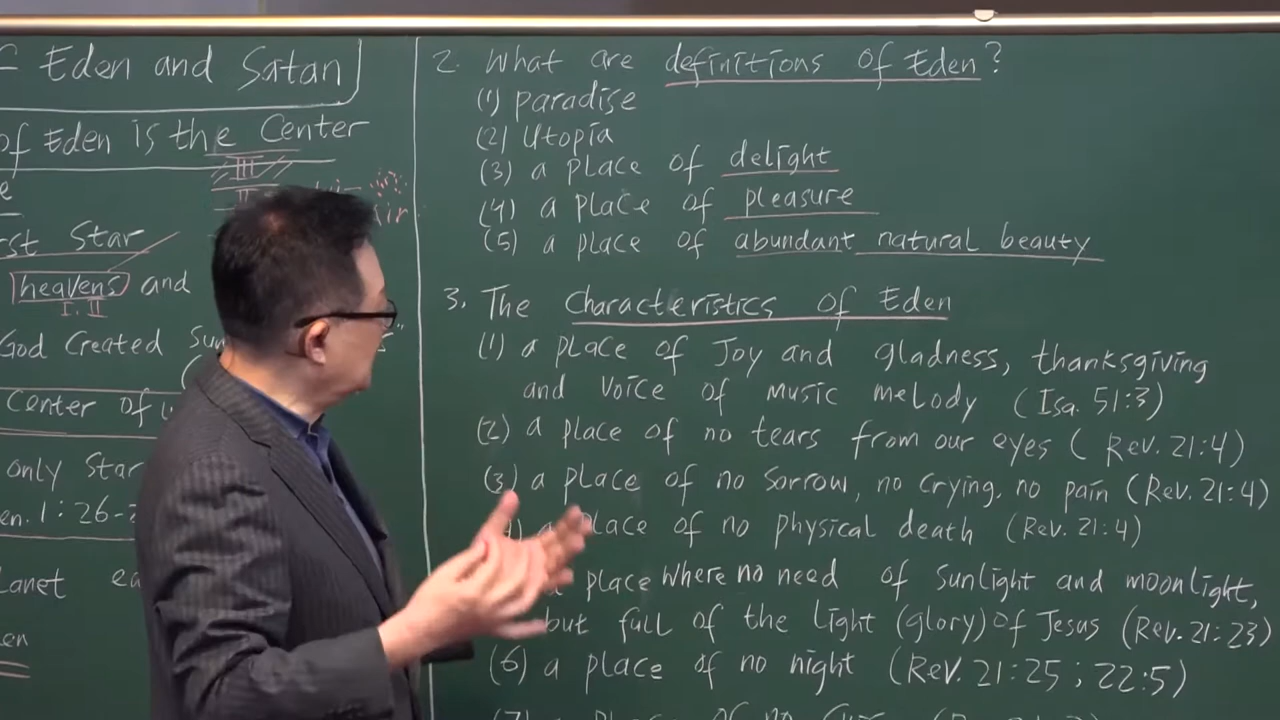 Eden and Satan
of Eden is the Center
III
II
Star
heavens and
I. II
God Created
Center of
only Star
1:26-
en
2. What are definitions of Eden?
(1) paradise
(2) Utopia
(3) a place of delight
(4) a place of pleasure
(5) a place of abundant natural beauty
3. The Characteristics of Eden
(1) a place of Joy and gladness, thanksgiving
and voice of music melody (Isa. 51:3)
(2) a place of no tears from our eyes (Rev. 21:4)
(3) a place of no sorrow, no crying, no pain (Rev. 21:4)
place of no physical death (Rev. 21:4)
place where no need of sunlight and moonlight,
but full of the light (glory) of Jesus (Rev. 21:23)
(6) a place of no night (Rev. 21:25; 22:5)
(7) a place of no